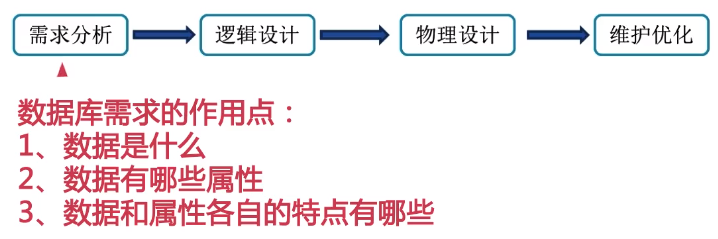 需求分析 逻辑设计 物理设计 维护优化
数据库需求的作用点：
1、数据是什么
2、数据有哪些属性
3、数据和属性各自的特点有哪些